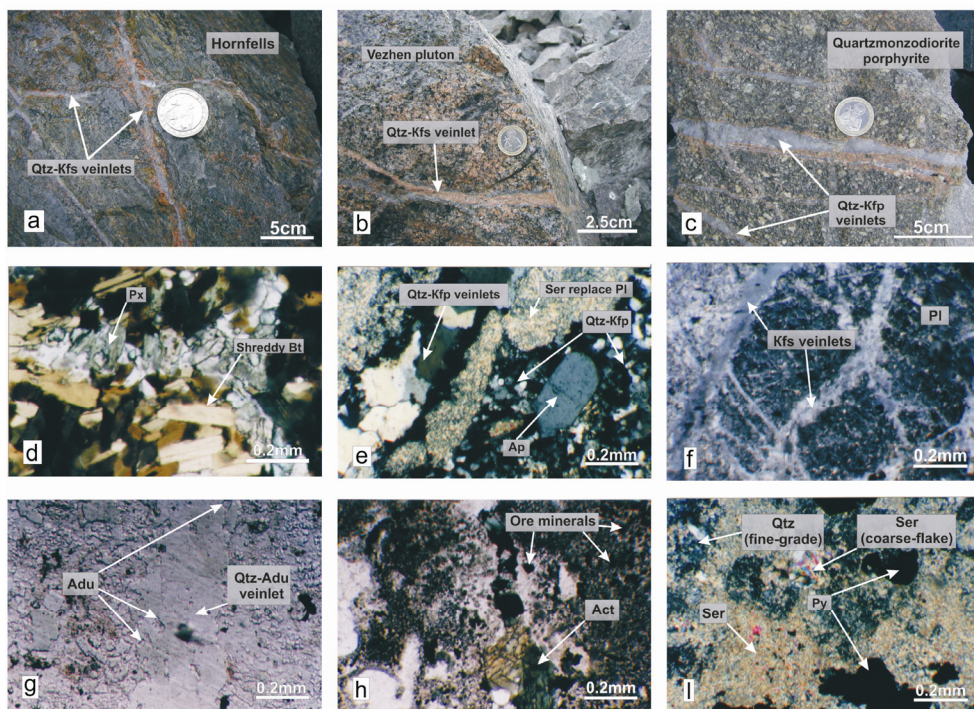 Hornfells
Qtz-Kfs veinlets
a
5cm
Vezhen pluton
Qtz-Kfs veinlet
b
2.5cm
Quartzmonzodiorite
porphyrite
Qtz-Kfp
veinlets
c
5cm
Px
Shreddy Bt
d
0.2mm
Qtz-Kfp veinlets
Ser replace Pl
Qtz-Kfp
Ap
e
0.2mm
Pl
Kfs veinlets
f
0.2mm
Adu
Qtz-Adu
veinlet
g
0.2mm
Ore minerals
Act
h
0.2mm
Qtz
(fine-grade)
Ser
(coarse-flake)
Ser
Py
I
0.2mm